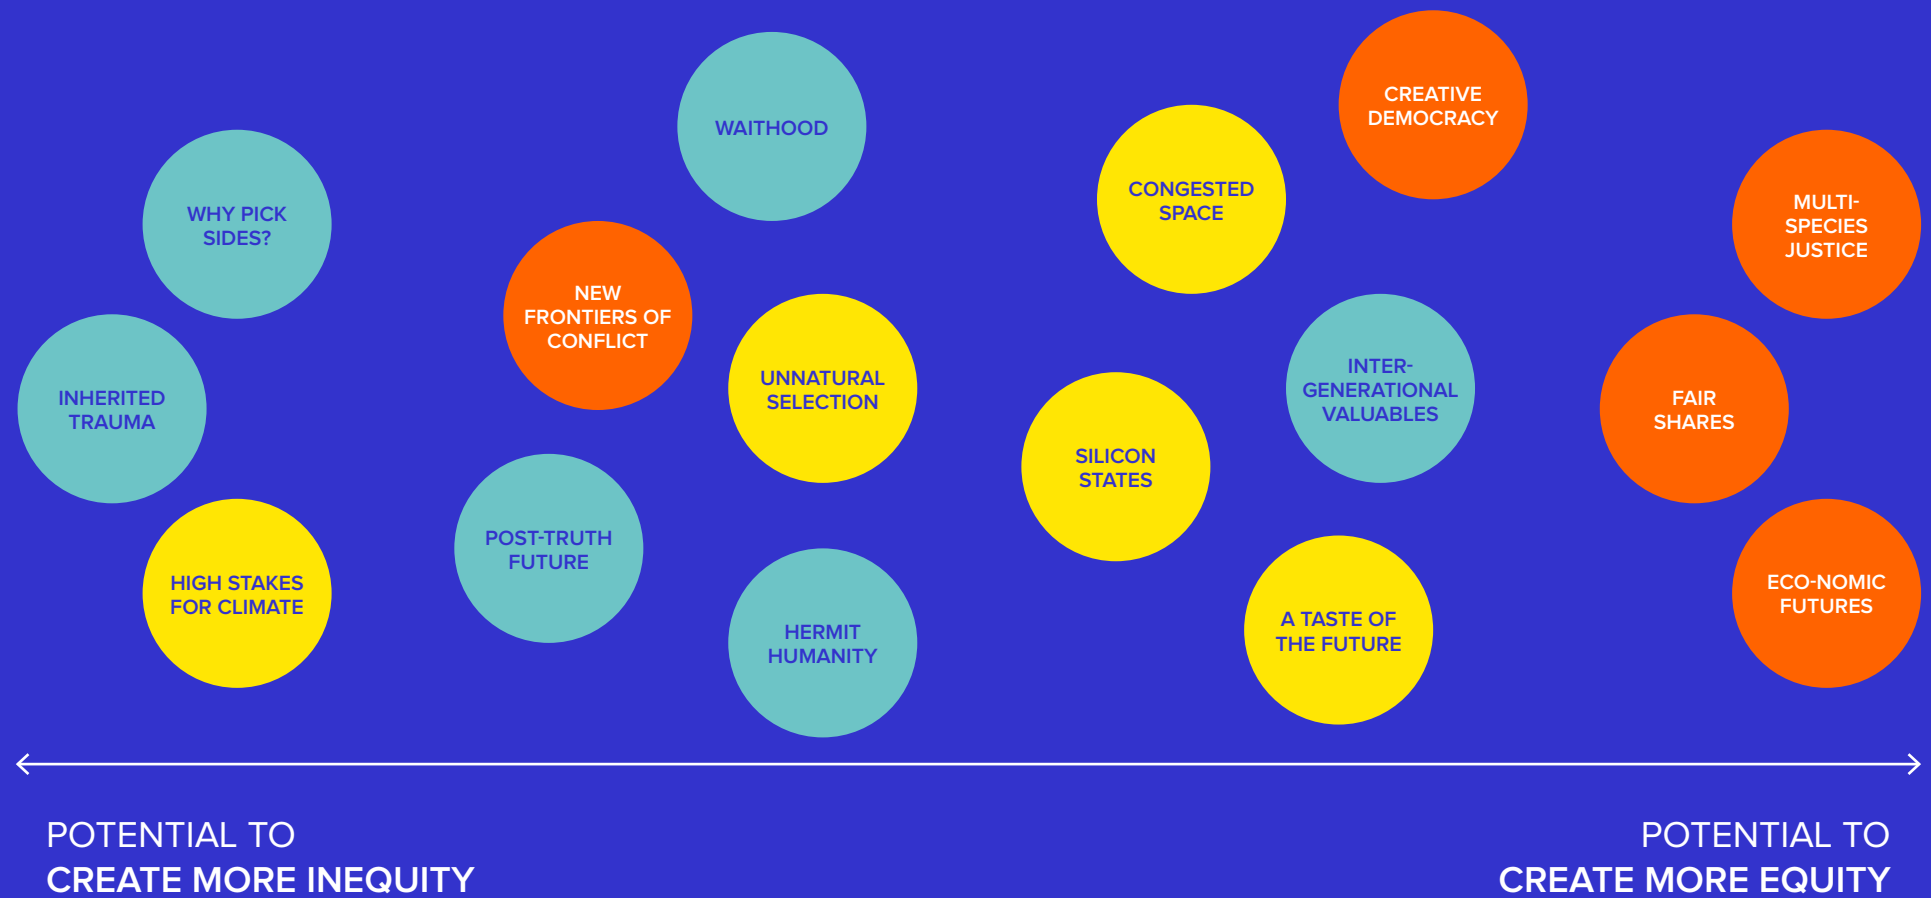 WHY PICK
SIDES?
INHERITED
TRAUMA
HIGH STAKES
FOR CLIMATE
WAITHOOD
NEW
FRONTIERS OF
CONFLICT
UNNATURAL
SELECTION
POST-TRUTH
FUTURE
HERMIT
HUMANITY
CREATIVE
DEMOCRACY
CONGESTED
SPACE
INTER-
GENERATIONAL
VALUABLES
SILICON
STATES
A TASTE OF
THE FUTURE
MULTI-
SPECIES
JUSTICE
FAIR
SHARES
ECO-NOMIC
FUTURES
POTENTIAL TO
CREATE MORE INEQUITY
POTENTIAL TO
CREATE MORE EQUITY